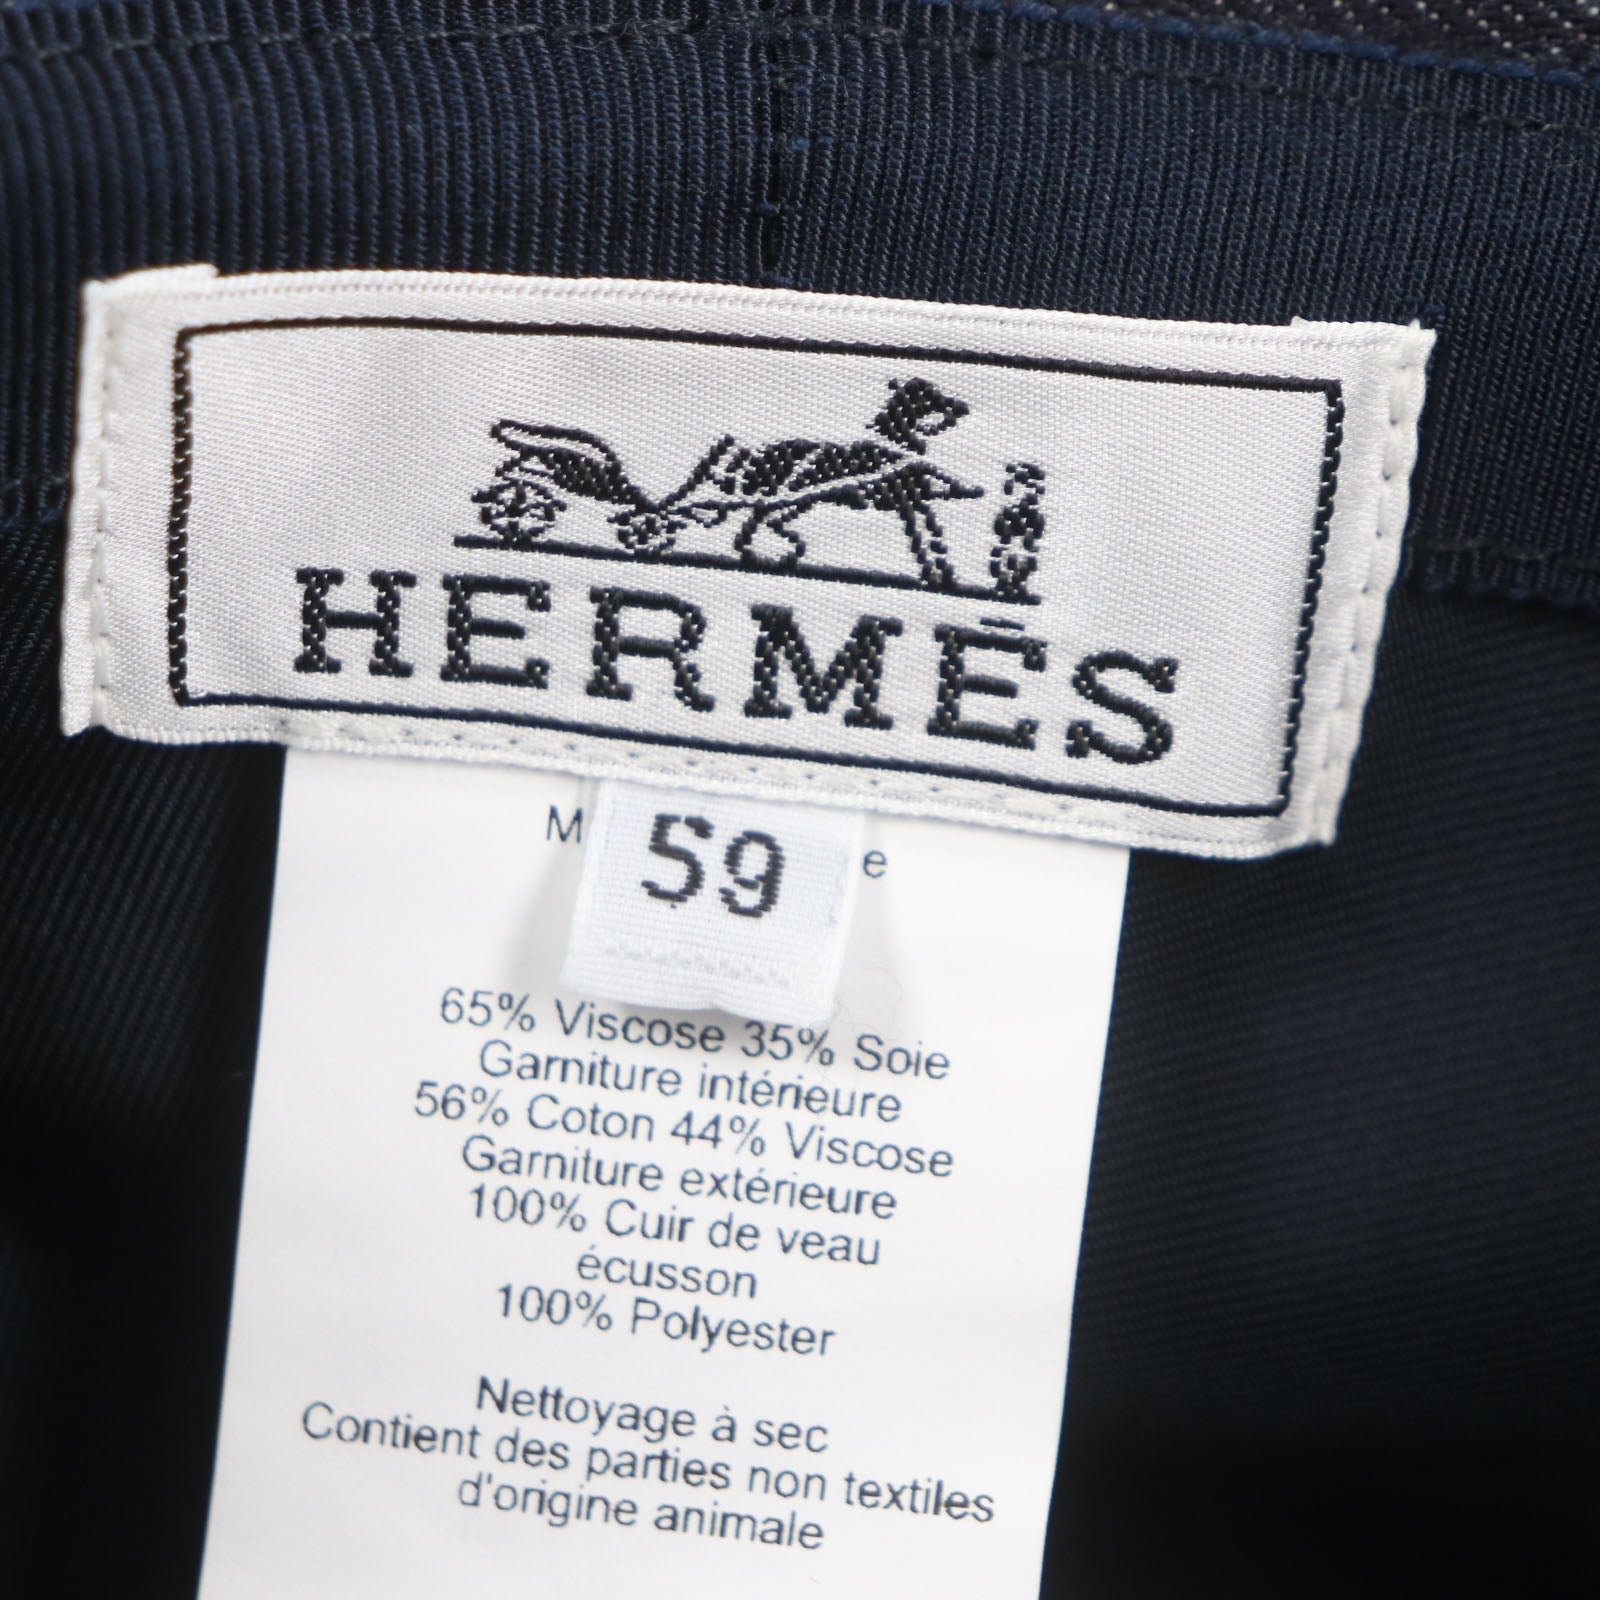 HERMÈS
59
65% Viscose 35% Soie
Garniture intérieure
56% Coton 44% Viscose
Garniture extérieure
100% Cuir de veau
écusson
100% Polyester
Nettoyage à sec
Contient des parties non textiles
d'origine animale